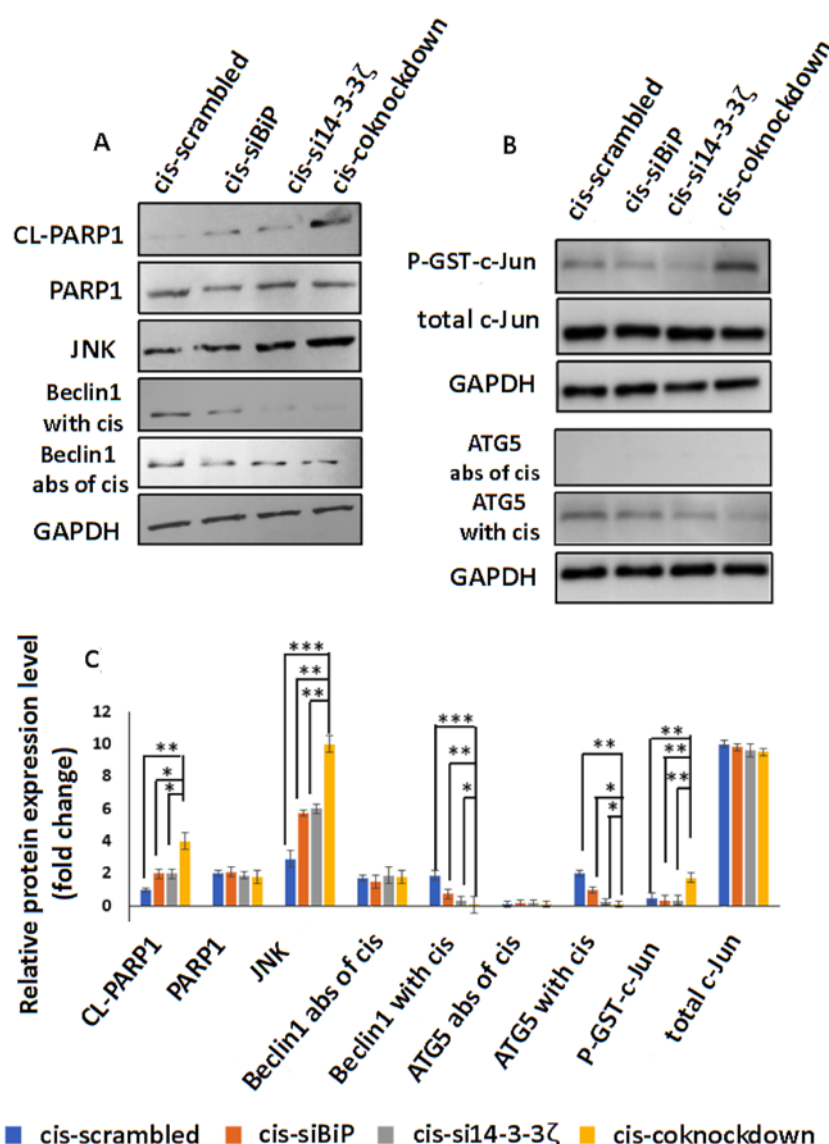 A
cis-scrambled
cis-siBiP
cis-si14-3-3ζ
cis-coknockdown
CL-PARP1
PARP1
JNK
Beclin1
with cis
Beclin1
abs of cis
GAPDH
B
cis-scrambled
cis-siBiP
cis-si14-3-3ζ
cis-coknockdown
P-GST-c-Jun
total c-Jun
GAPDH
ATG5
abs of cis
ATG5
with cis
GAPDH
C
Relative protein expression level
(fold change)
12
10
8
6
4
2
0
**
*
*
***
**
**
***
**
*
**
*
*
**
**
**
CL-PARP1
PARP1
JNK
Beclin1 abs of cis
Beclin1 with cis
ATG5 abs of cis
ATG5 with cis
P-GST-c-Jun
total c-Jun
cis-scrambled cis-siBiP cis-si14-3-3ζ cis-coknockdown